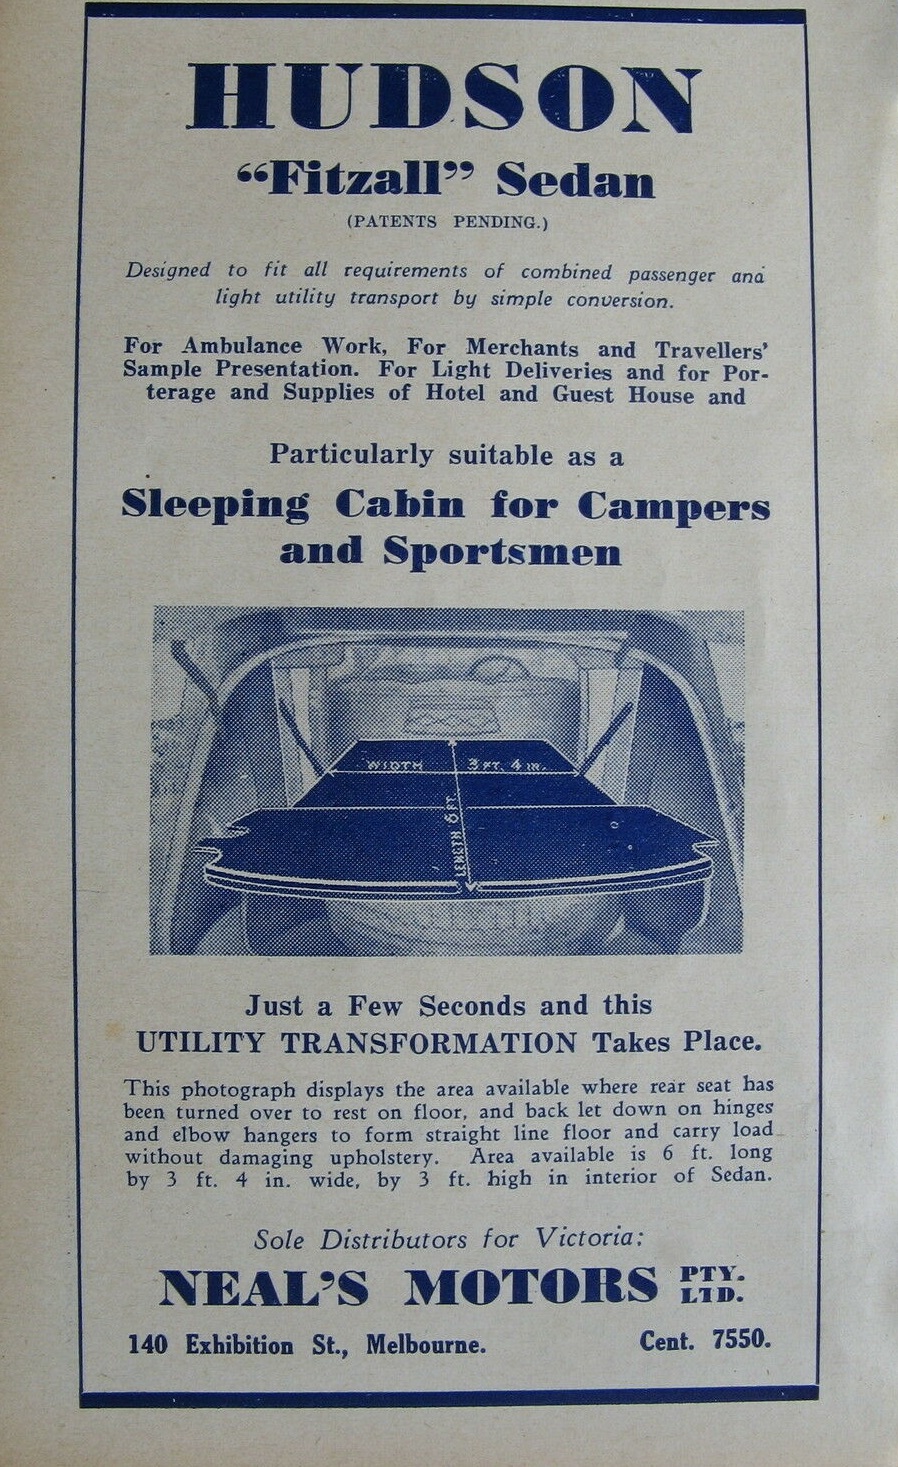 HUDSON
“Fitzall” Sedan
(PATENTS PENDING.)
Designed to fit all requirements of combined passenger and
light utility transport by simple conversion.
For Ambulance Work, For Merchants and Travellers’
Sample Presentation. For Light Deliveries and for Por-
terage and Supplies of Hotel and Guest House and
Particularly suitable as a
Sleeping Cabin for Campers
and Sportsmen
WIDTH 3 FT. 4 IN.
LENGTH 6 FT.
Just a Few Seconds and this
UTILITY TRANSFORMATION Takes Place.
This photograph displays the area available where rear seat has
been turned over to rest on floor, and back let down on hinges
and elbow hangers to form straight line floor and carry load
without damaging upholstery. Area available is 6 ft. long
by 3 ft. 4 in. wide, by 3 ft. high in interior of Sedan.
Sole Distributors for Victoria:
NEAL’S MOTORS PTY. LTD.
140 Exhibition St., Melbourne. Cent. 7550.